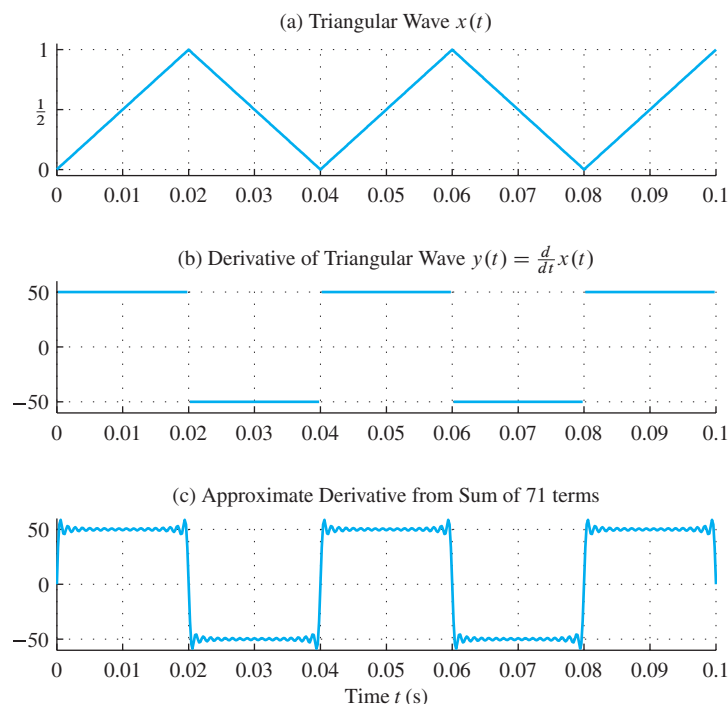 (a) Triangular Wave x(t)
1
1/2
0
0 0.01 0.02 0.03 0.04 0.05 0.06 0.07 0.08 0.09 0.1
(b) Derivative of Triangular Wave y(t) = d/dt x(t)
50
0
−50
0 0.01 0.02 0.03 0.04 0.05 0.06 0.07 0.08 0.09 0.1
(c) Approximate Derivative from Sum of 71 terms
50
0
−50
0 0.01 0.02 0.03 0.04 0.05 0.06 0.07 0.08 0.09 0.1
Time t (s)